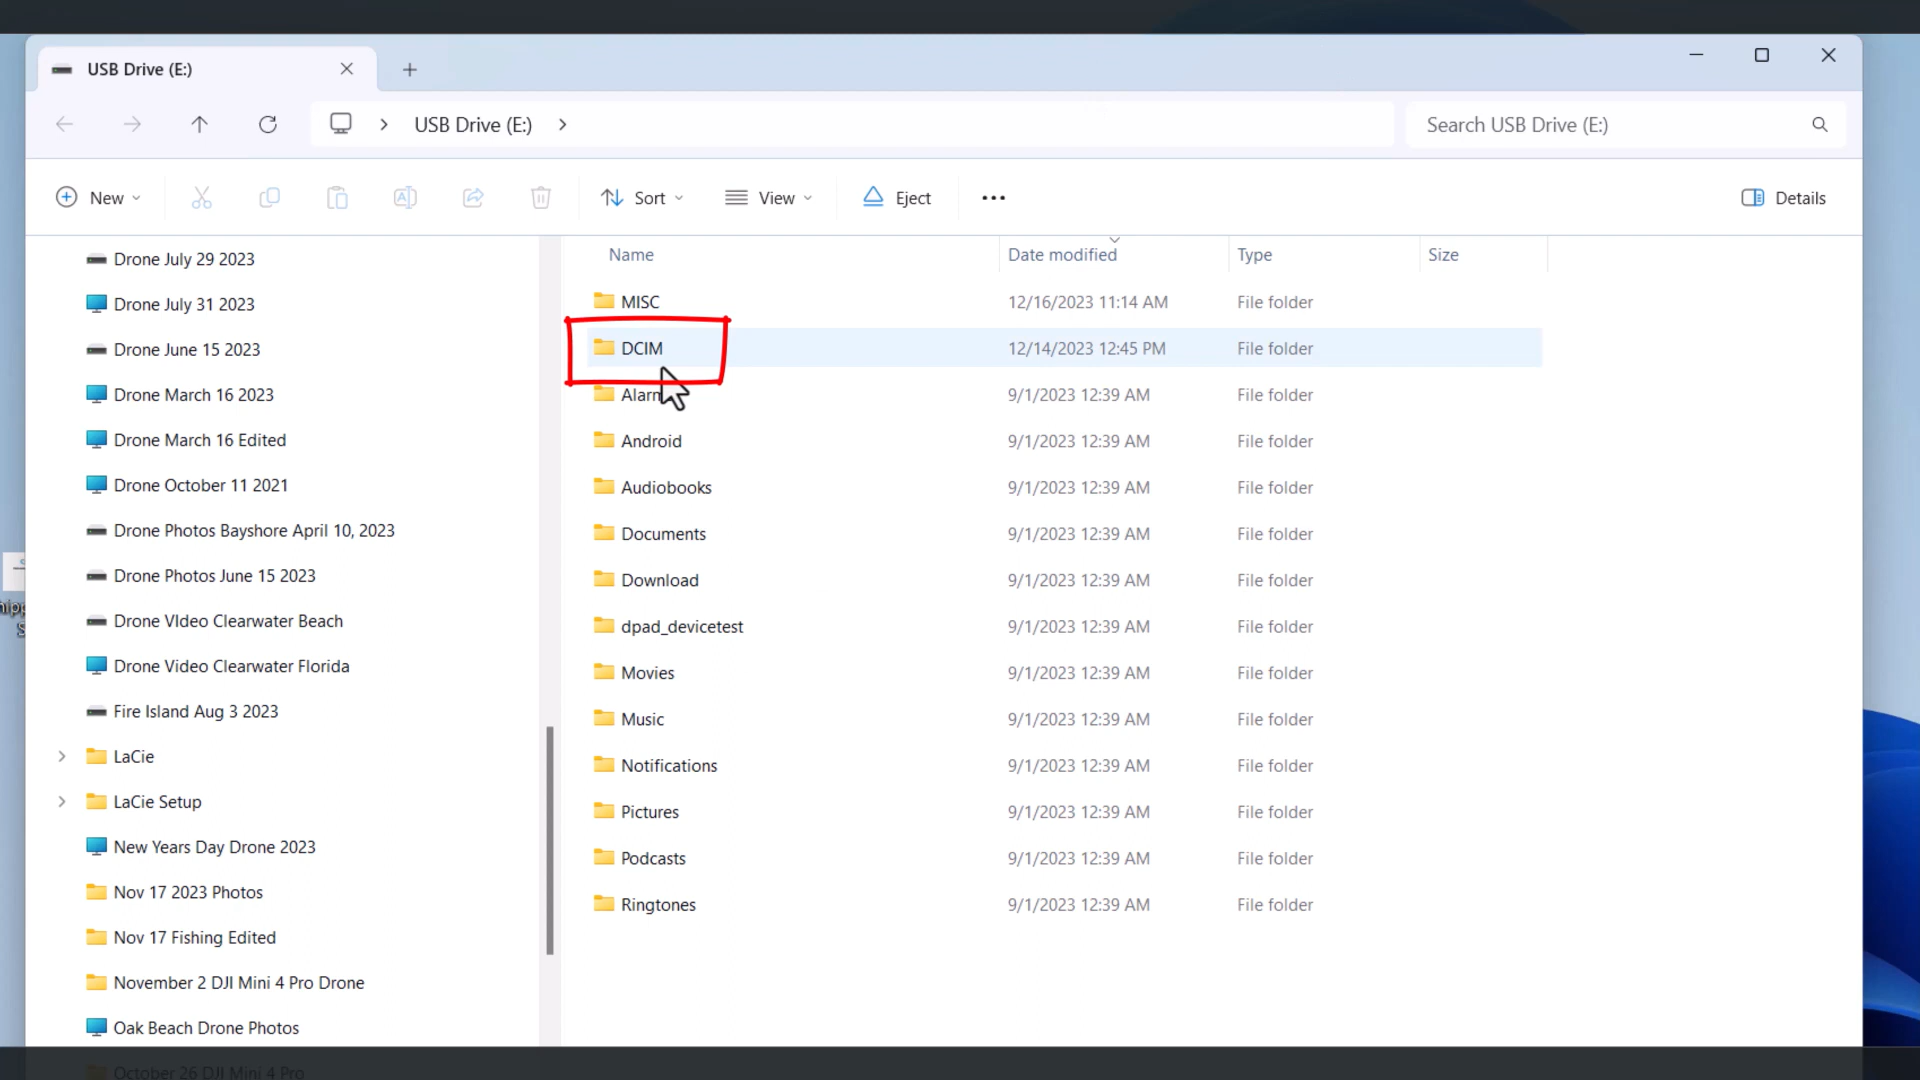 USB Drive (E:)
USB Drive (E:)
Search USB Drive (E:)
New
Sort
View
Eject
Details
Drone July 29 2023
Drone July 31 2023
Drone June 15 2023
Drone March 16 2023
Drone March 16 Edited
Drone October 11 2021
Drone Photos Bayshore April 10, 2023
Drone Photos June 15 2023
Drone VIdeo Clearwater Beach
Drone Video Clearwater Florida
Fire Island Aug 3 2023
LaCie
LaCie Setup
New Years Day Drone 2023
Nov 17 2023 Photos
Nov 17 Fishing Edited
November 2 DJI Mini 4 Pro Drone
Oak Beach Drone Photos
October 26 DJI Mini 4 Pro
Name Date modified Type Size
MISC 12/16/2023 11:14 AM File folder
DCIM 12/14/2023 12:45 PM File folder
9/1/2023 12:39 AM File folder
Android 9/1/2023 12:39 AM File folder
Audiobooks 9/1/2023 12:39 AM File folder
Documents 9/1/2023 12:39 AM File folder
Download 9/1/2023 12:39 AM File folder
dpad_devicetest 9/1/2023 12:39 AM File folder
Movies 9/1/2023 12:39 AM File folder
Music 9/1/2023 12:39 AM File folder
Notifications 9/1/2023 12:39 AM File folder
Pictures 9/1/2023 12:39 AM File folder
Podcasts 9/1/2023 12:39 AM File folder
Ringtones 9/1/2023 12:39 AM File folder